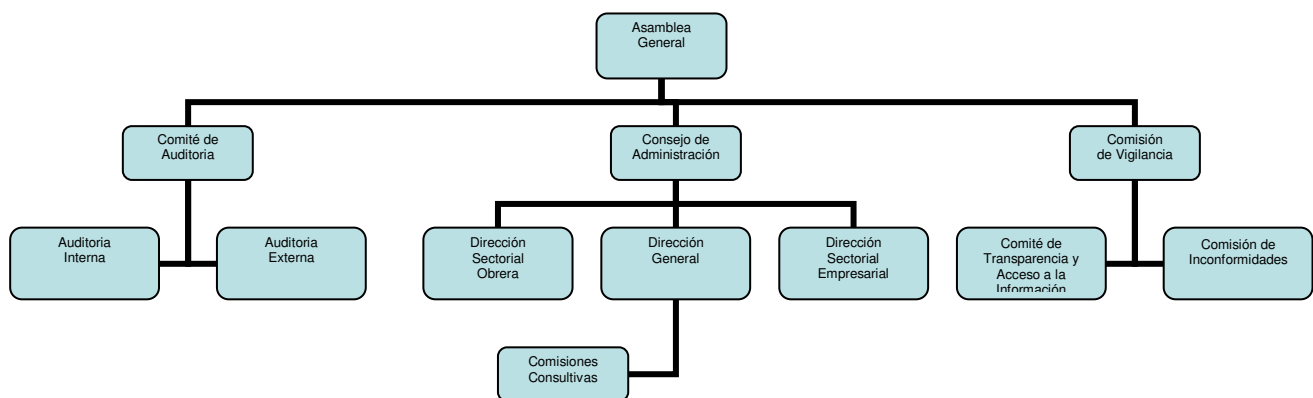 Asamblea
General
Comité de
Auditoria
Consejo de
Administración
Comisión
de Vigilancia
Auditoria
Interna
Auditoria
Externa
Dirección
Sectorial
Obrera
Dirección
General
Dirección
Sectorial
Empresarial
Comité de
Transparencia y
Acceso a la
Información
Comisión de
Inconformidades
Comisiones
Consultivas